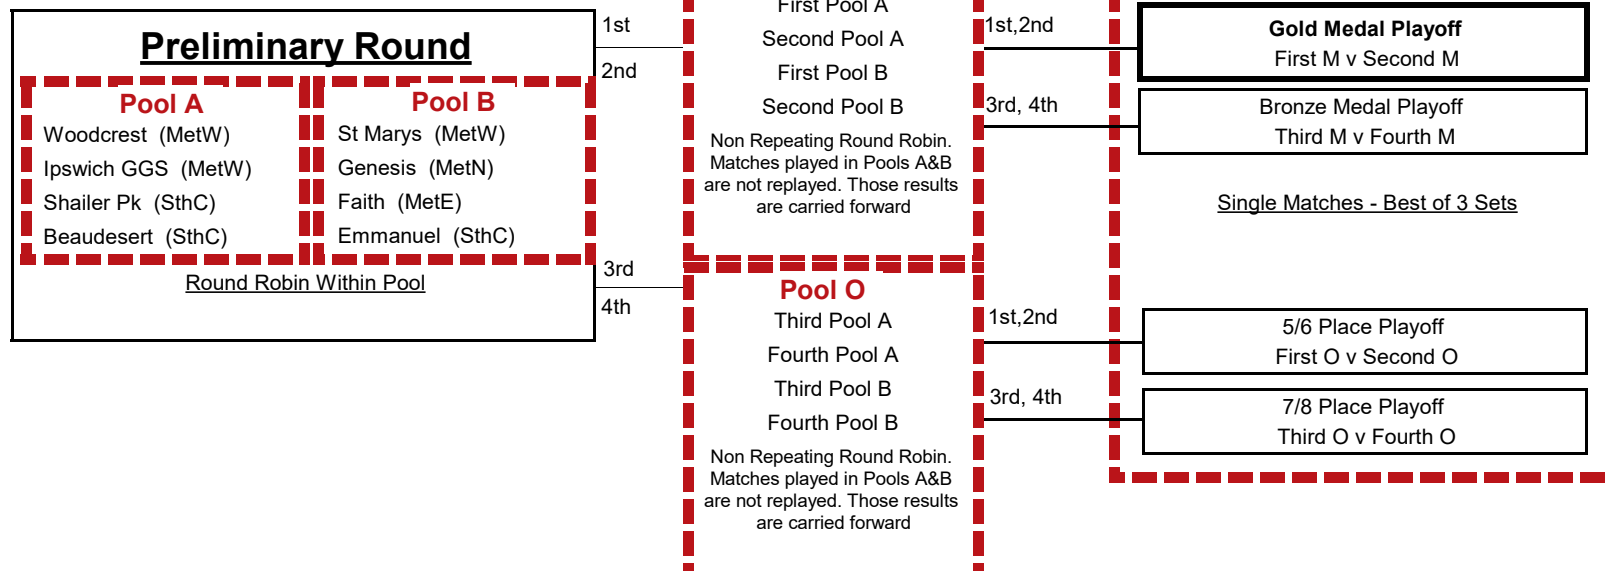 Preliminary Round
Pool A
Woodcrest (MetW)
Ipswich GGS (MetW)
Shailer Pk (SthC)
Beaudesert (SthC)
Pool B
St Marys (MetW)
Genesis (MetN)
Faith (MetE)
Emmanuel (SthC)
Round Robin Within Pool
1st
2nd
3rd
4th
First Pool A
Second Pool A
First Pool B
Second Pool B
Non Repeating Round Robin.
Matches played in Pools A&B
are not replayed. Those results
are carried forward
Pool O
Third Pool A
Fourth Pool A
Third Pool B
Fourth Pool B
Non Repeating Round Robin.
Matches played in Pools A&B
are not replayed. Those results
are carried forward
1st,2nd
3rd, 4th
1st,2nd
3rd, 4th
Gold Medal Playoff
First M v Second M
Bronze Medal Playoff
Third M v Fourth M
Single Matches - Best of 3 Sets
5/6 Place Playoff
First O v Second O
7/8 Place Playoff
Third O v Fourth O